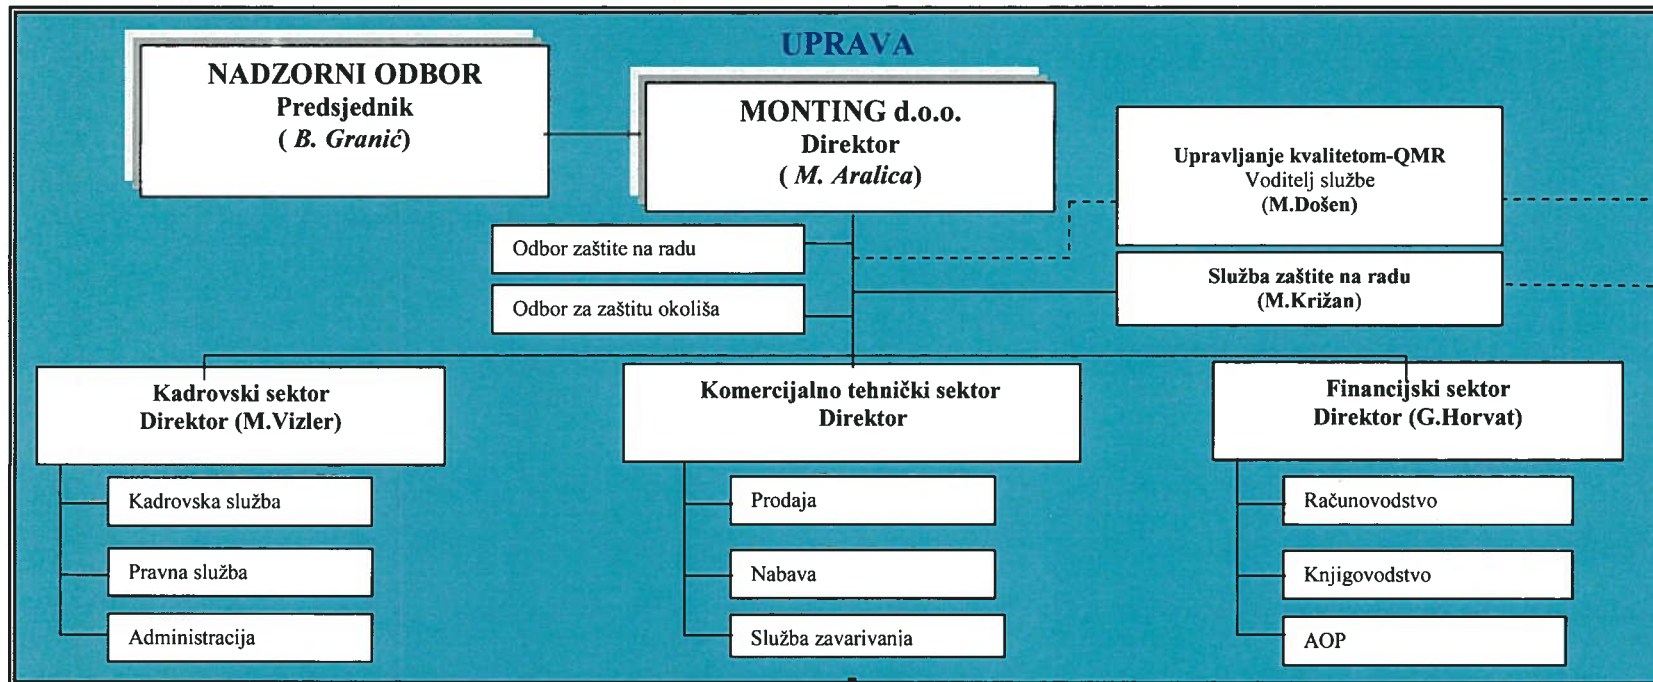 UPRAVA
NADZORNI ODBOR
Predsjednik
( B. Granić)
MONTING d.o.o.
Direktor
( M. Aralica)
Upravljanje kvalitetom-QMR
Voditelj službe
(M.Došen)
Odbor zaštite na radu
Služba zaštite na radu
(M.Križan)
Odbor za zaštitu okoliša
Kadrovski sektor
Direktor (M.Vizler)
Komercijalno tehnički sektor
Direktor
Financijski sektor
Direktor (G.Horvat)
Kadrovska služba
Pravna služba
Administracija
Prodaja
Nabava
Služba zavarivanja
Računovodstvo
Knjigovodstvo
AOP